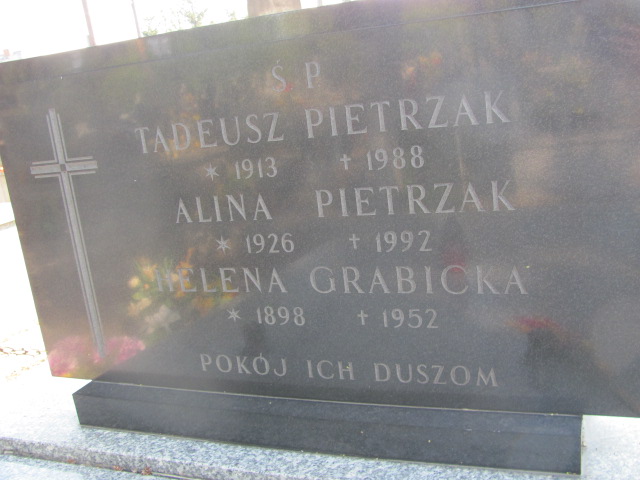 Ś P
TADEUSZ PIETRZAK
* 1913 † 1988
ALINA PIETRZAK
* 1926 † 1992
HELENA GRABICKA
* 1898 † 1952
POKÓJ ICH DUSZOM